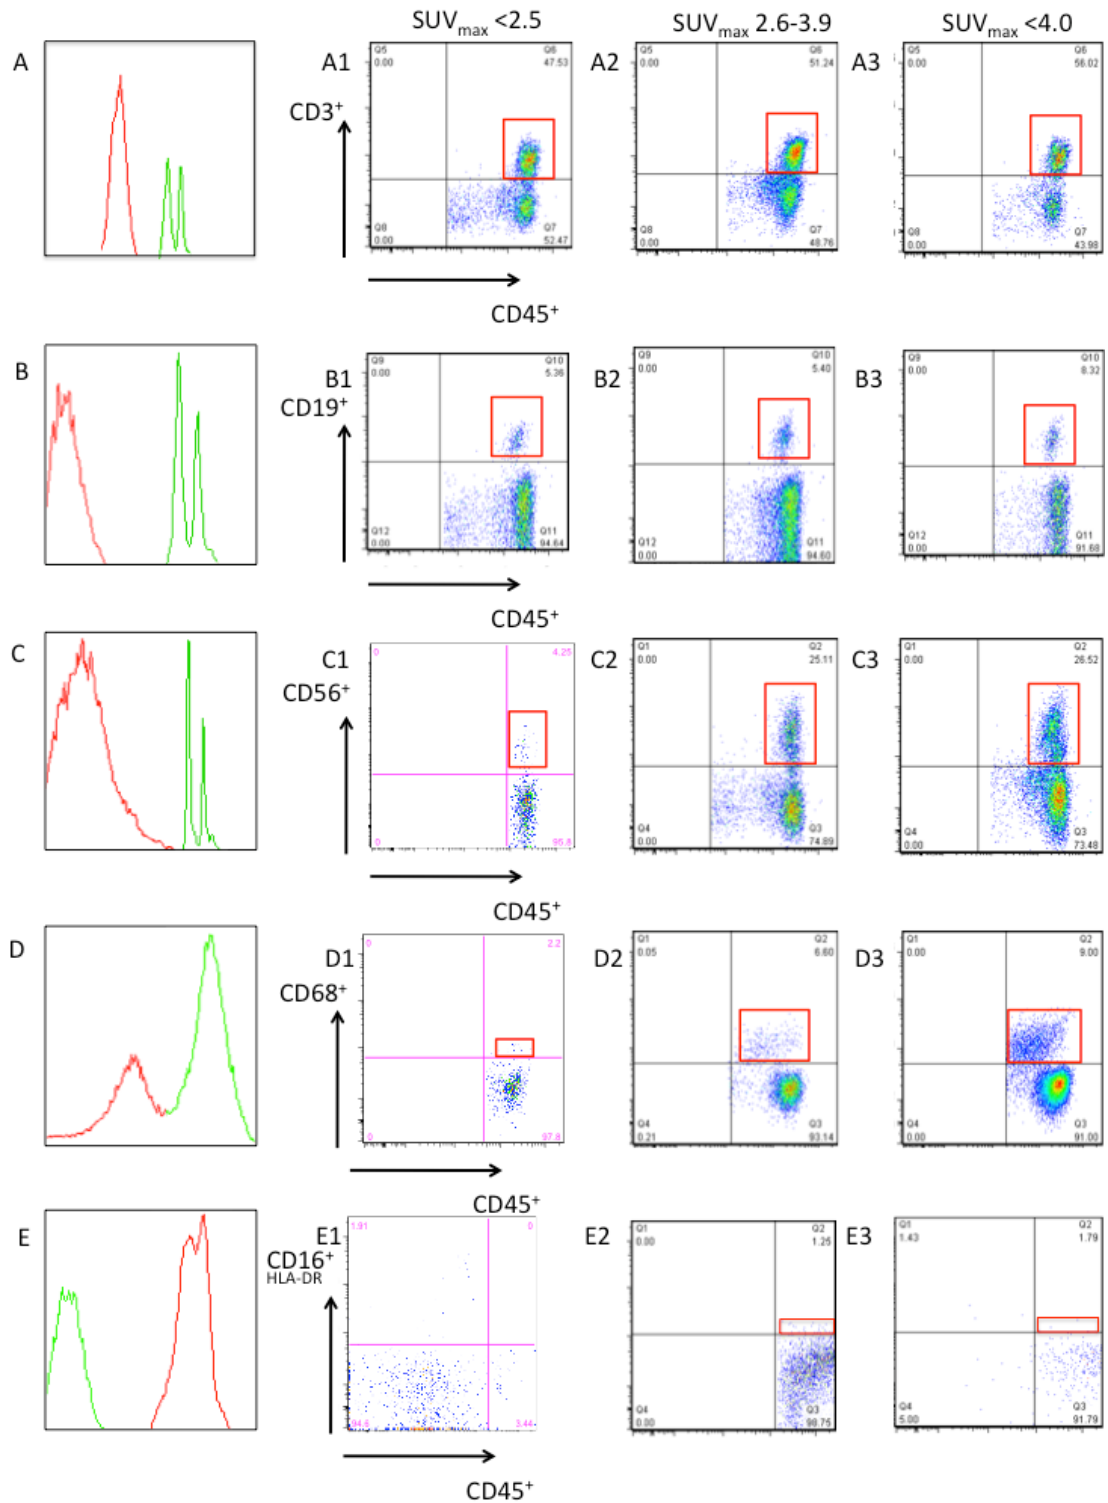 SUVmax <2.5 SUVmax 2.6-3.9 SUVmax <4.0
A A1 A2 A3
CD3+
Q5 0.00 Q6 47.53 Q8 0.00 Q7 52.47
Q5 0.00 Q6 51.24 Q8 0.00 Q7 48.76
Q5 0.00 Q6 56.02 Q8 0.00 Q7 43.98
CD45+
B B1 B2 B3
CD19+
Q9 0.00 Q10 5.36 Q12 0.00 Q11 94.64
Q9 0.00 Q10 5.40 Q12 0.00 Q11 94.60
Q9 0.00 Q10 8.32 Q12 0.00 Q11 91.68
CD45+
C C1 C2 C3
CD56+
0 4.25 0 95.8
Q1 0.00 Q2 25.11 Q4 0.00 Q3 74.89
Q1 0.00 Q2 26.52 Q4 0.00 Q3 73.48
CD45+
D D1 D2 D3
CD68+
0 2.2 0 97.8
Q1 0.05 Q2 6.60 Q4 0.21 Q3 93.14
Q1 0.00 Q2 9.00 Q4 0.00 Q3 91.00
CD45+
E E1 E2 E3
CD16+
HLA-DR
1.91 0 94.6 3.44
Q1 0.00 Q2 1.25 Q4 0.00 Q3 98.75
Q1 1.43 Q2 1.79 Q4 5.00 Q3 91.79
CD45+